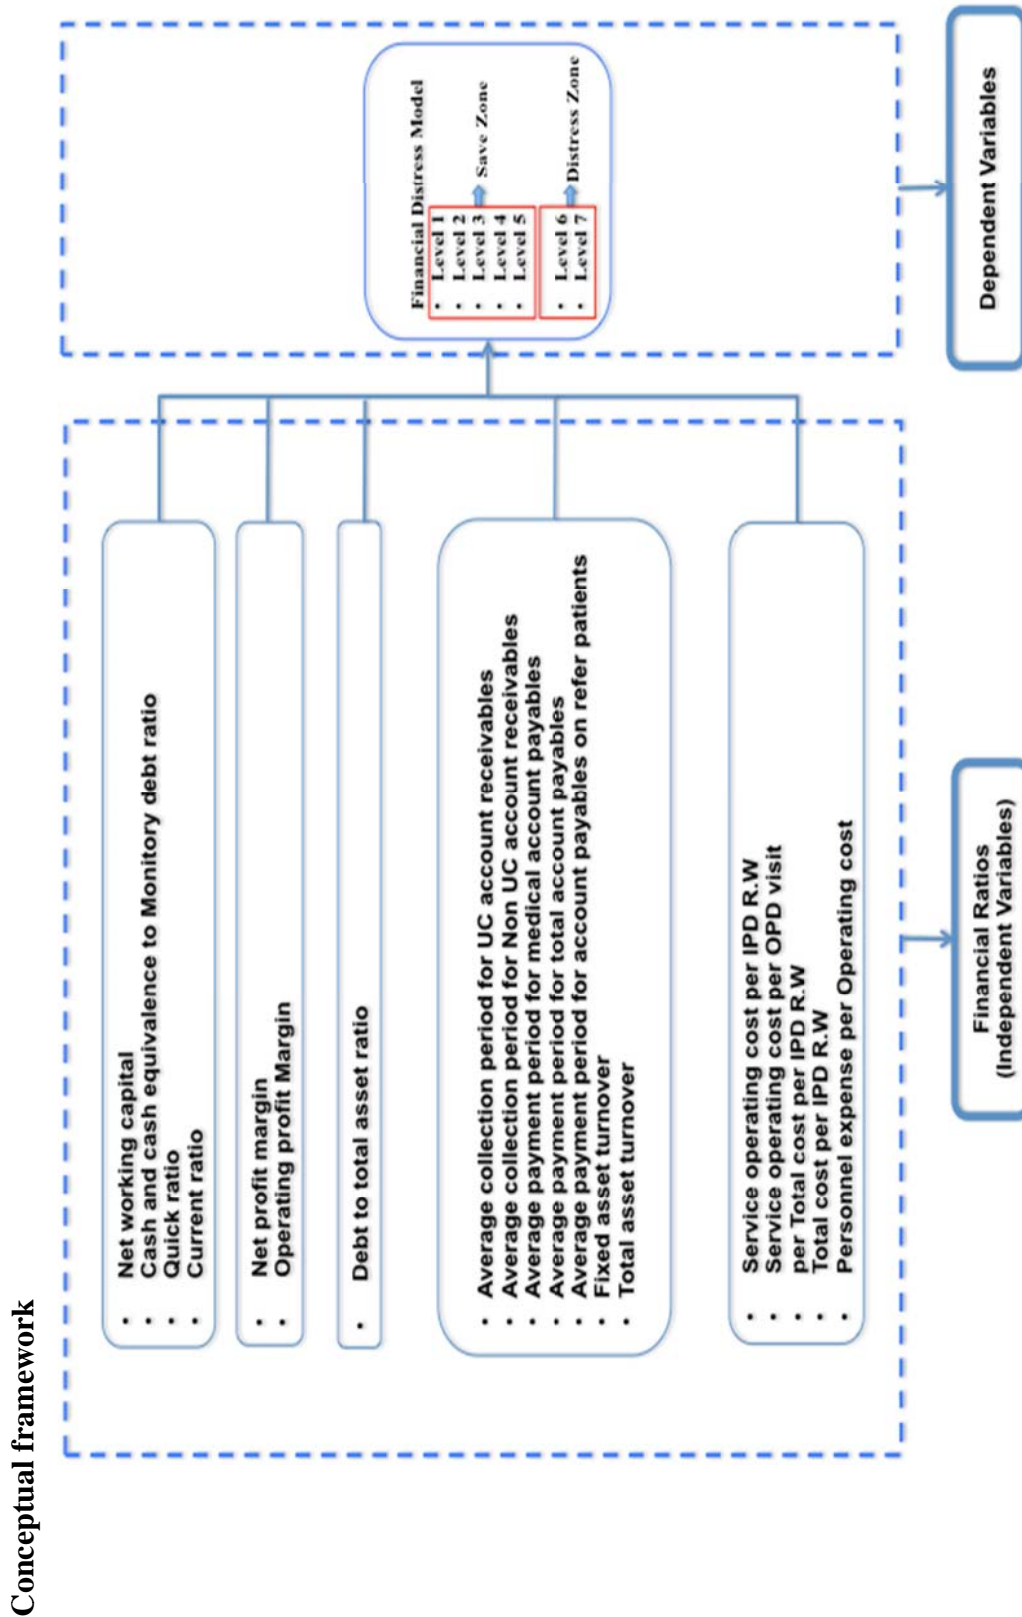 Conceptual framework
• Net working capital
• Cash and cash equivalence to Monitory debt ratio
• Quick ratio
• Current ratio
• Net profit margin
• Operating profit Margin
• Debt to total asset ratio
• Average collection period for UC account receivables
• Average collection period for Non UC account receivables
• Average payment period for medical account payables
• Average payment period for total account payables
• Average payment period for account payables on refer patients
• Fixed asset turnover
• Total asset turnover
• Service operating cost per IPD R.W
• Service operating cost per OPD visit
per Total cost per IPD R.W
• Total cost per IPD R.W
• Personnel expense per Operating cost
Financial Ratios
(Independent Variables)
Financial Distress Model
• Level 1
• Level 2
• Level 3
• Level 4
• Level 5
Save Zone
• Level 6
• Level 7
Distress Zone
Dependent Variables